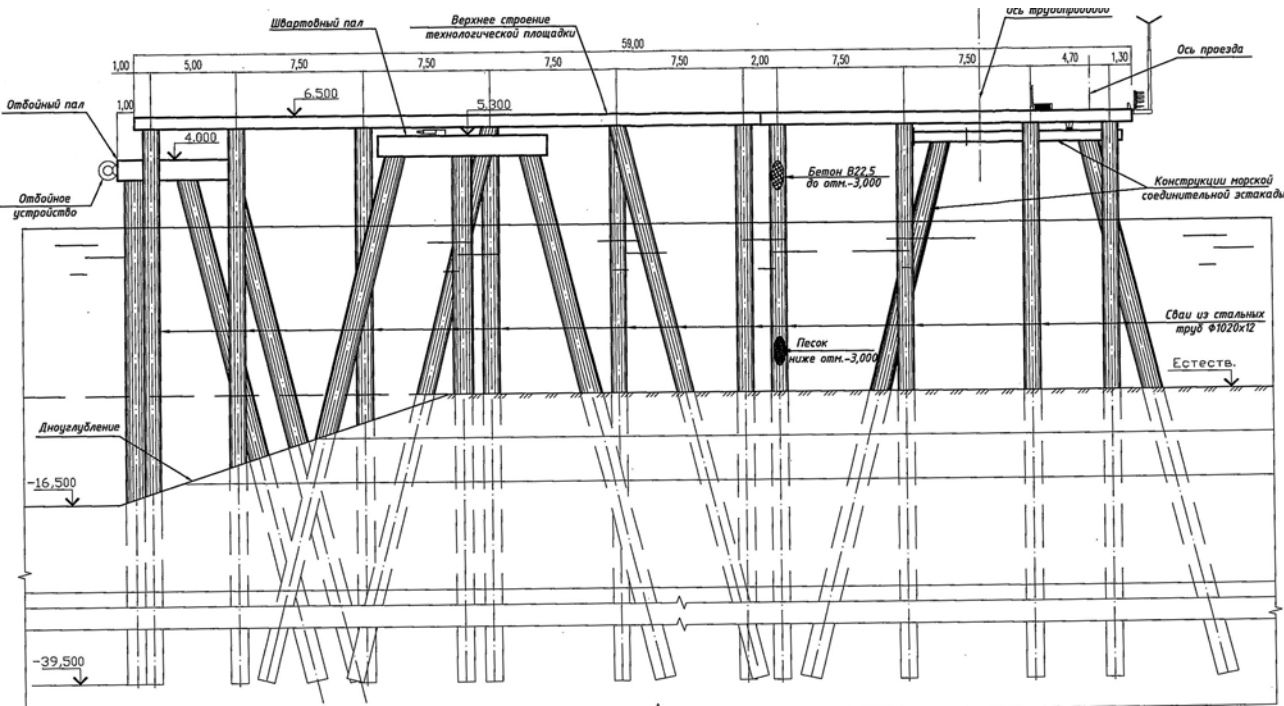 Ось трубопровода
Швартовный пал
Верхнее строение
технологической площадки
59,00
Ось проезда
1,00
5,00
7,50
7,50
7,50
7,50
2,00
7,50
7,50
4,70
1,30
Отбойный пал
1,00
6.500
5.300
4.000
Отбойное
устройство
Бетон В22,5
до отм.-3,000
Конструкции морской
соединительной эстакады
Сваи из стальных
труб Ф1020х12
Песок
ниже отм.-3,000
Естеств.
Дноуглубление
-16,500
-39,500